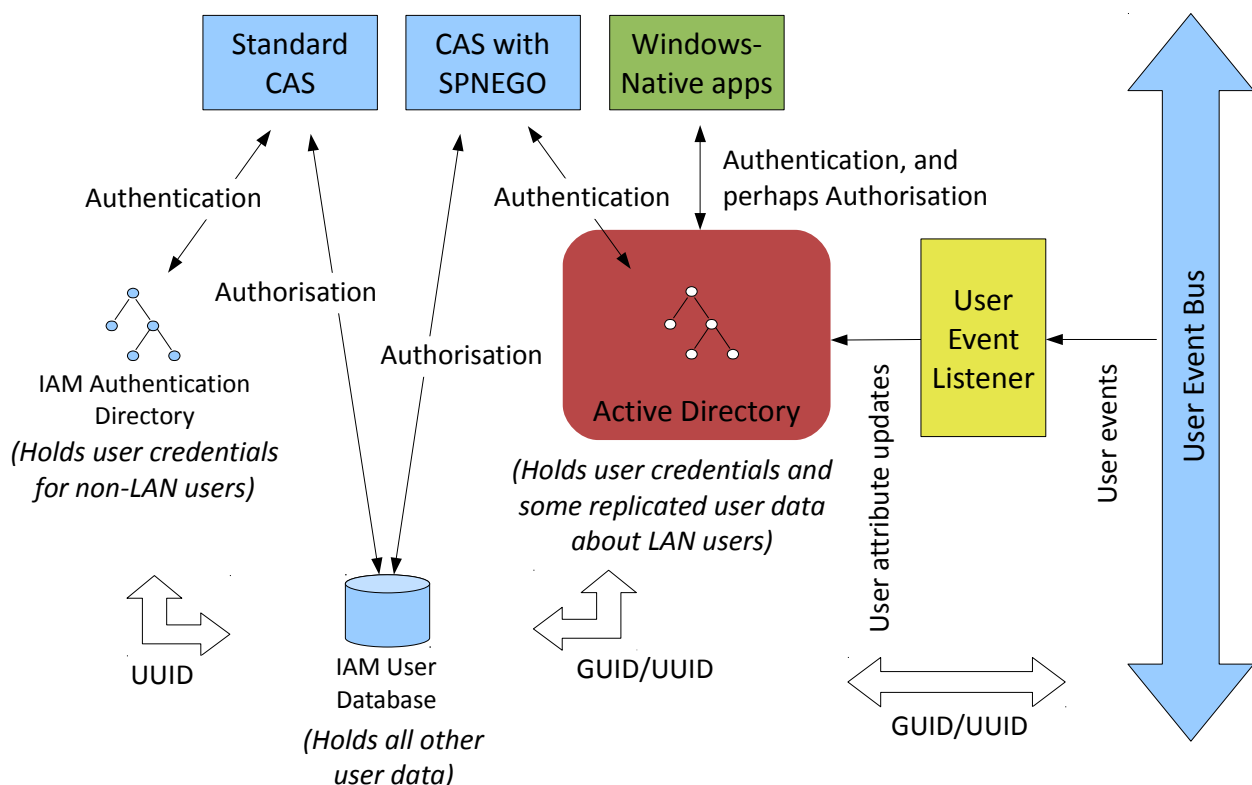 Standard
CAS
CAS with
SPNEGO
Windows-
Native apps
Authentication
Authentication
Authentication, and
perhaps Authorisation
Authorisation
Authorisation
IAM Authentication
Directory
(Holds user credentials
for non-LAN users)
Active Directory
(Holds user credentials and
some replicated user data
about LAN users)
User
Event
Listener
User attribute updates
User events
User Event Bus
UUID
IAM User
Database
(Holds all other
user data)
GUID/UUID
GUID/UUID